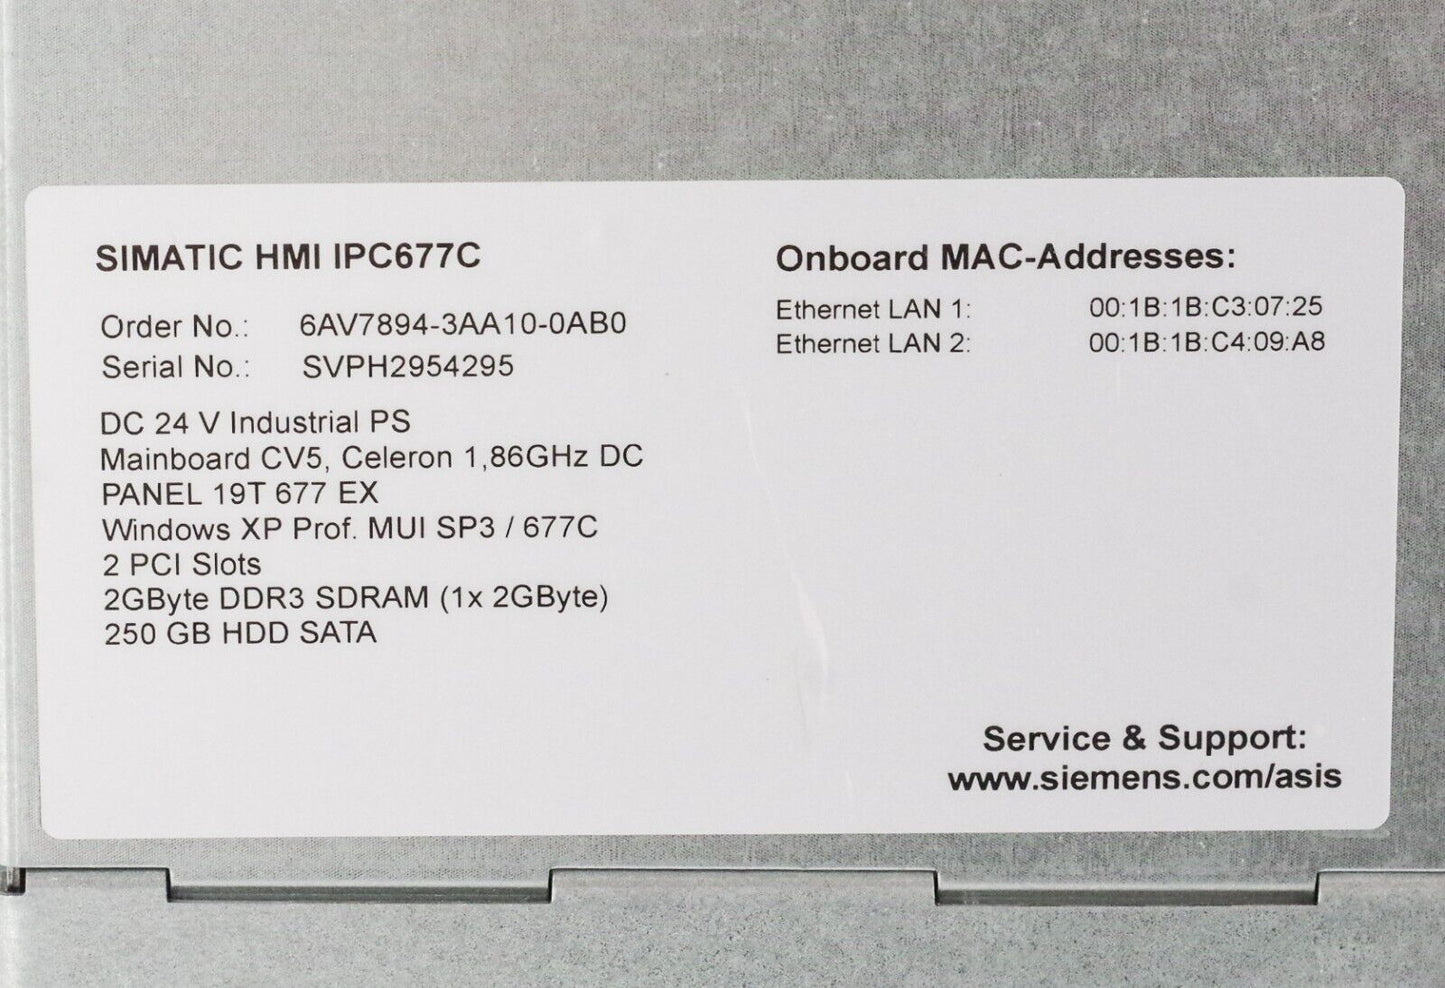 SIMATIC HMI IPC677C
Order No.: 6AV7894-3AA10-0AB0
Serial No.: SVPH2954295
DC 24 V Industrial PS
Mainboard CV5, Celeron 1,86GHz DC
PANEL 19T 677 EX
Windows XP Prof. MUI SP3 / 677C
2 PCI Slots
2GByte DDR3 SDRAM (1x 2GByte)
250 GB HDD SATA
Onboard MAC-Addresses:
Ethernet LAN 1: 00:1B:1B:C3:07:25
Ethernet LAN 2: 00:1B:1B:C4:09:A8
Service & Support:
www.siemens.com/asis